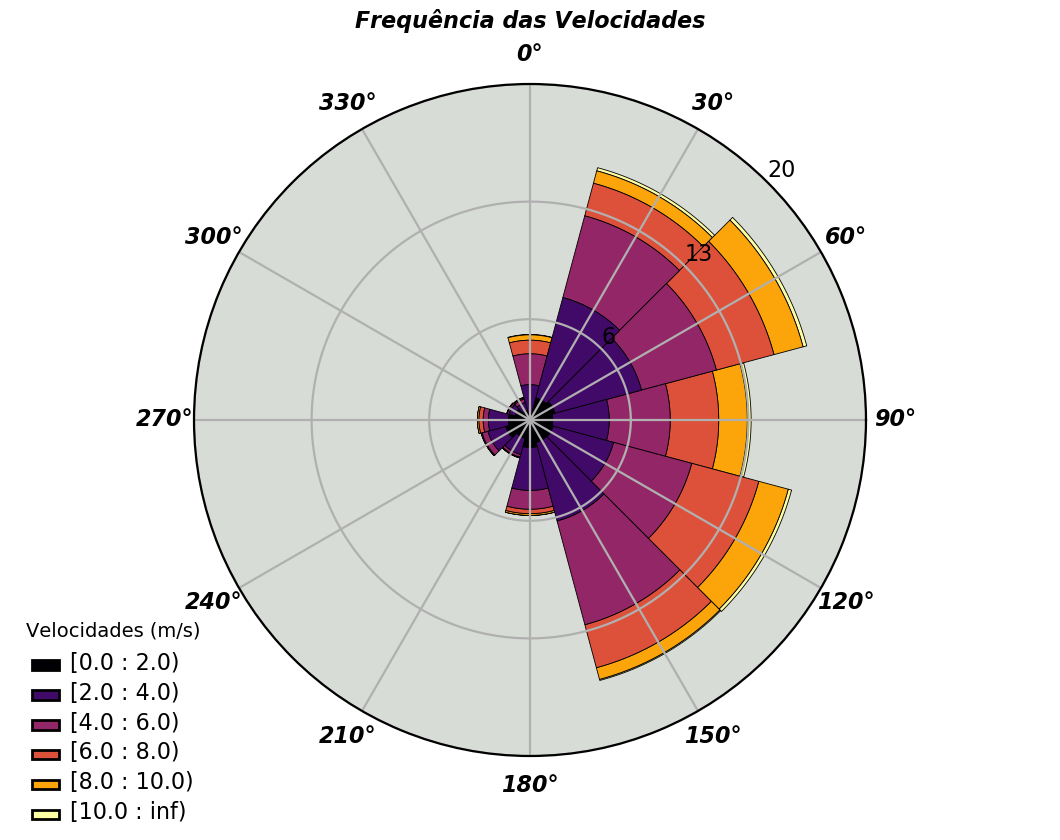 Frequência das Velocidades
0°
330°
30°
20
300°
60°
13
6
270°
90°
240°
120°
210°
150°
180°
Velocidades (m/s)
[0.0 : 2.0)
[2.0 : 4.0)
[4.0 : 6.0)
[6.0 : 8.0)
[8.0 : 10.0)
[10.0 : inf)